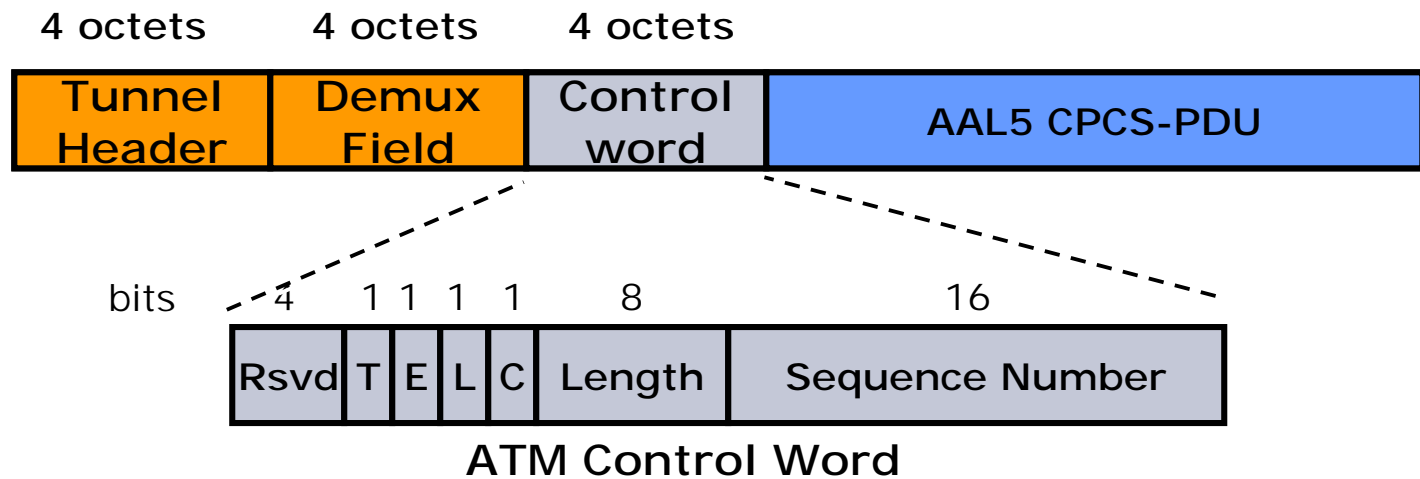 4 octets 4 octets 4 octets
Tunnel Header Demux Field Control word AAL5 CPCS-PDU
bits 4 1 1 1 1 8 16
Rsvd T E L C Length Sequence Number
ATM Control Word